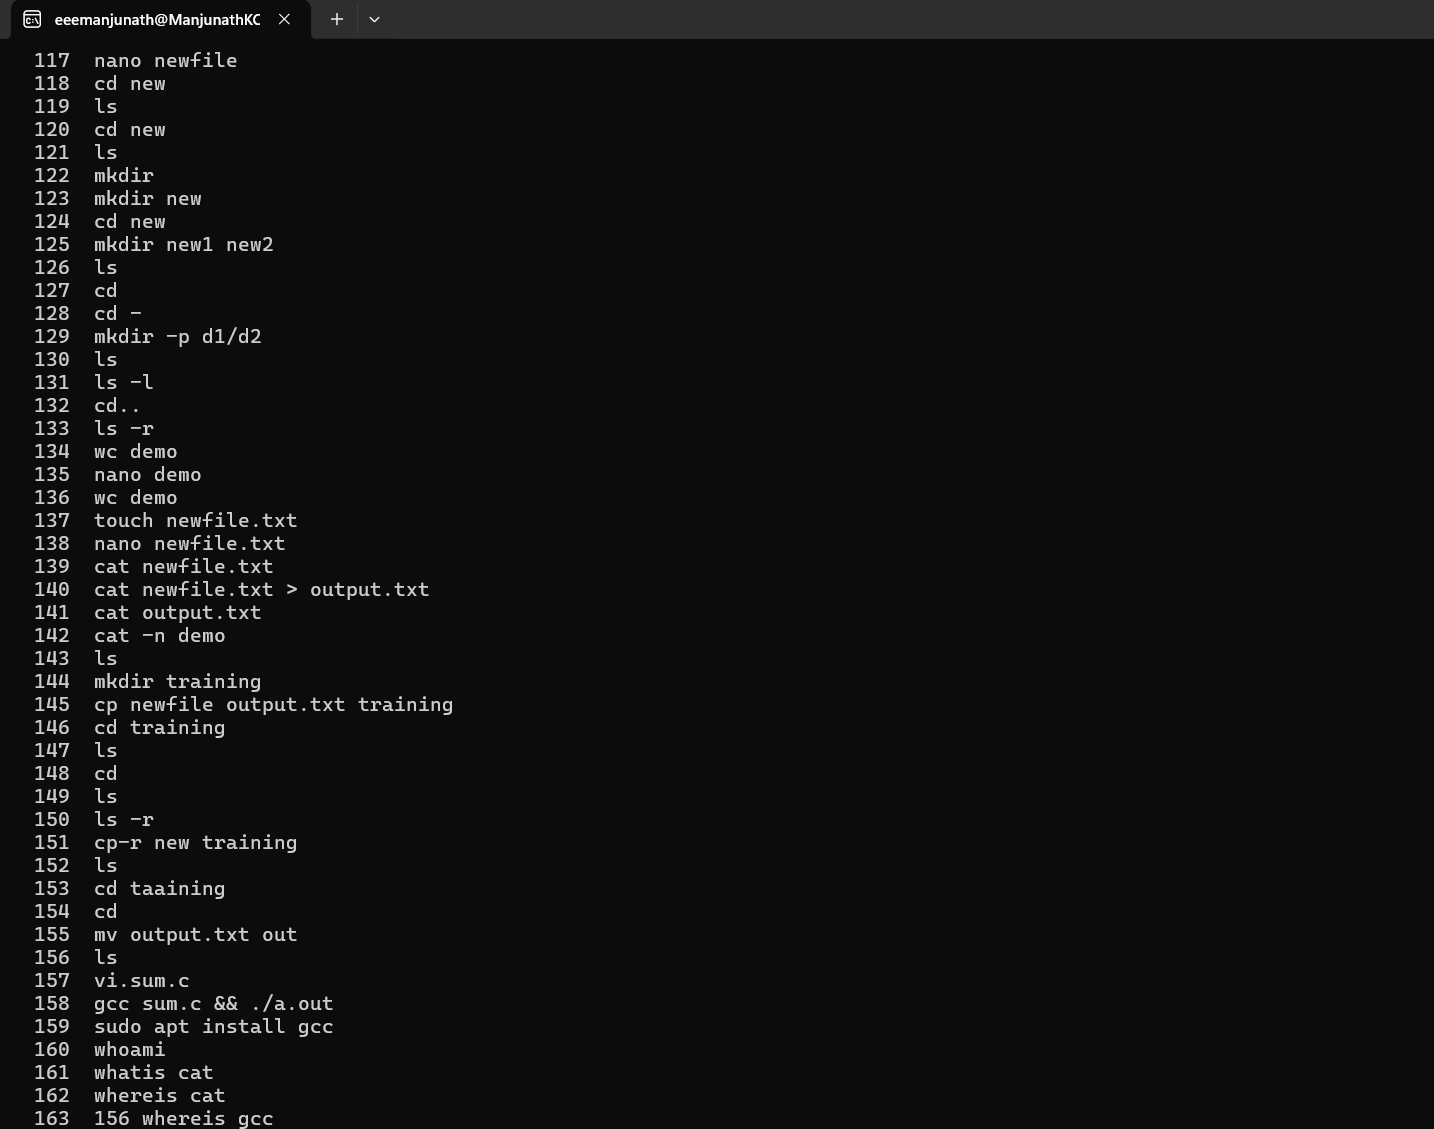 eeemanjunath@ManjunathKC
117 nano newfile
118 cd new
119 ls
120 cd new
121 ls
122 mkdir
123 mkdir new
124 cd new
125 mkdir new1 new2
126 ls
127 cd
128 cd -
129 mkdir -p d1/d2
130 ls
131 ls -l
132 cd..
133 ls -r
134 wc demo
135 nano demo
136 wc demo
137 touch newfile.txt
138 nano newfile.txt
139 cat newfile.txt
140 cat newfile.txt > output.txt
141 cat output.txt
142 cat -n demo
143 ls
144 mkdir training
145 cp newfile output.txt training
146 cd training
147 ls
148 cd
149 ls
150 ls -r
151 cp-r new training
152 ls
153 cd taaining
154 cd
155 mv output.txt out
156 ls
157 vi.sum.c
158 gcc sum.c && ./a.out
159 sudo apt install gcc
160 whoami
161 whatis cat
162 whereis cat
163 156 whereis gcc